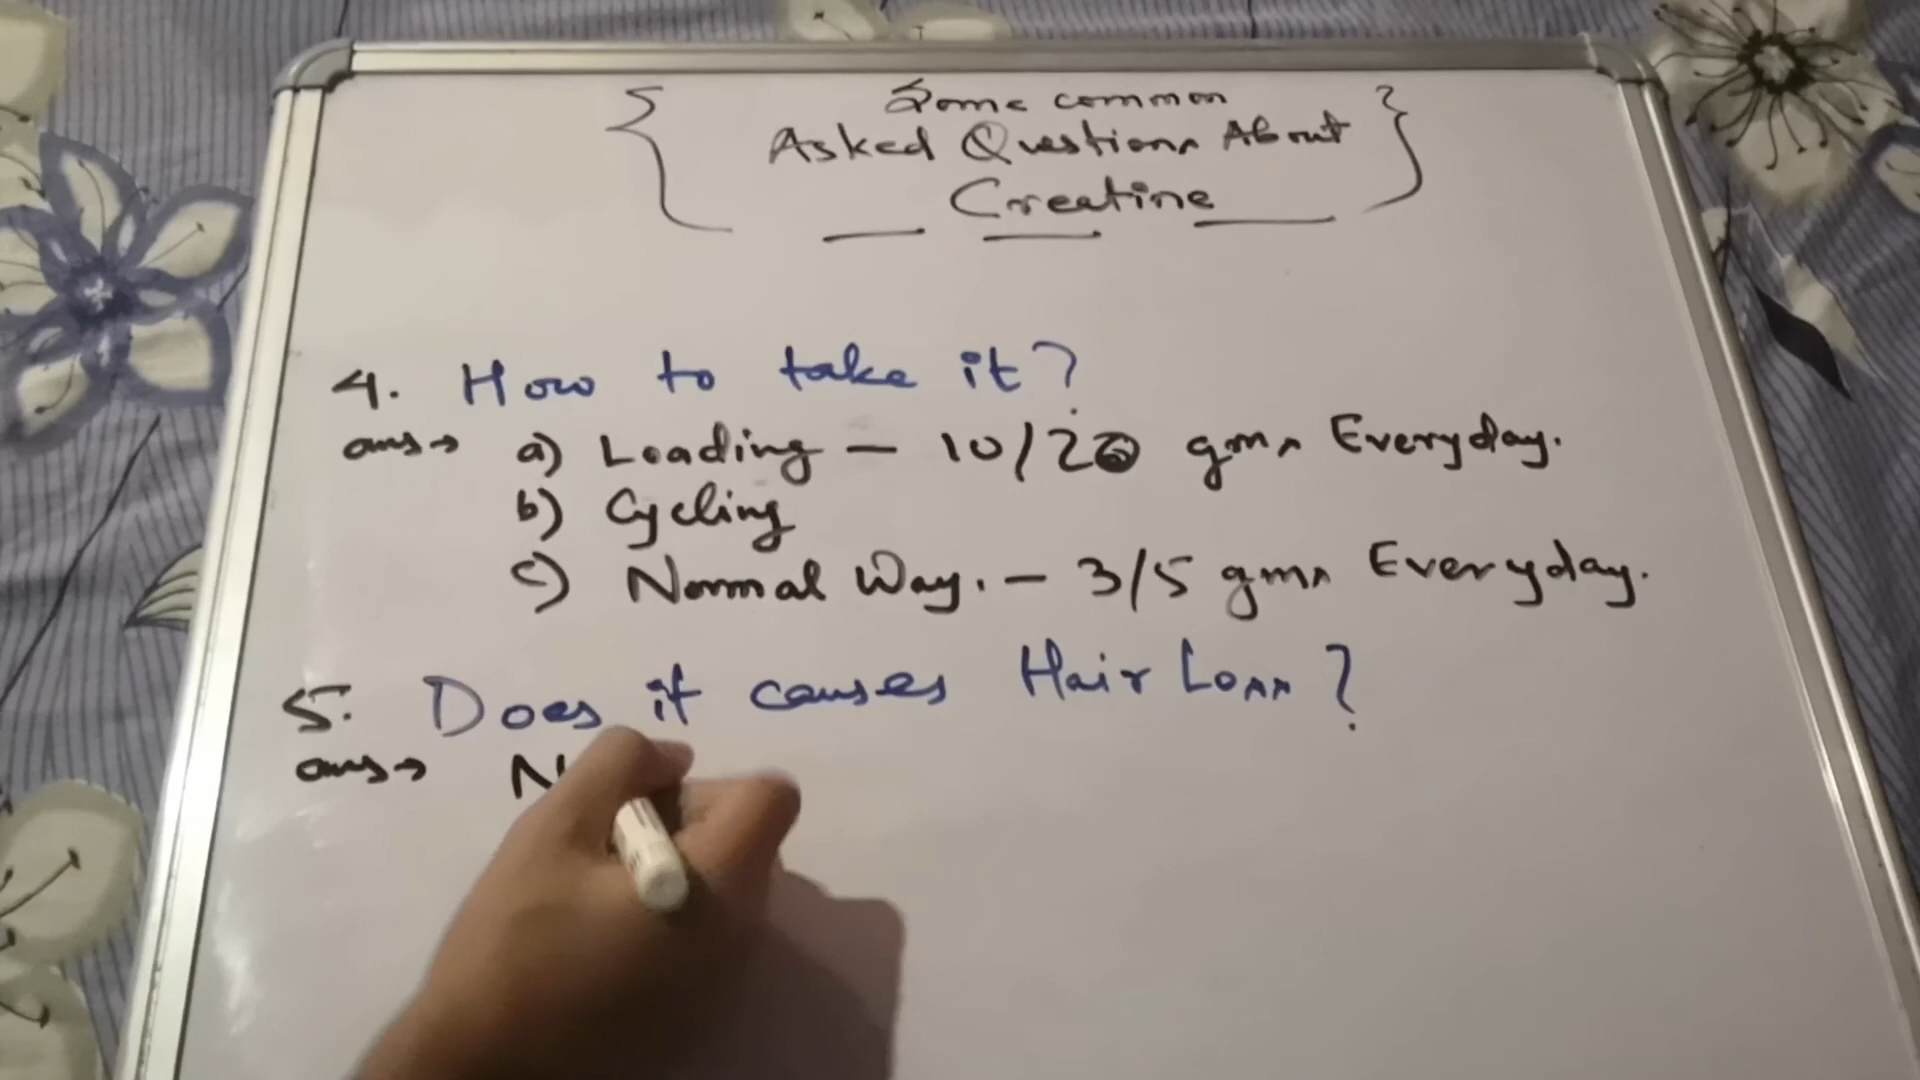 Some common
Asked Questions About
Creatine
4. How to take it?
ans→ a) Loading — 10/20 gms Everyday.
b) Cycling
c) Normal Way. — 3/5 gms Everyday.
5. Does it causes Hair Loss?
ans→ N